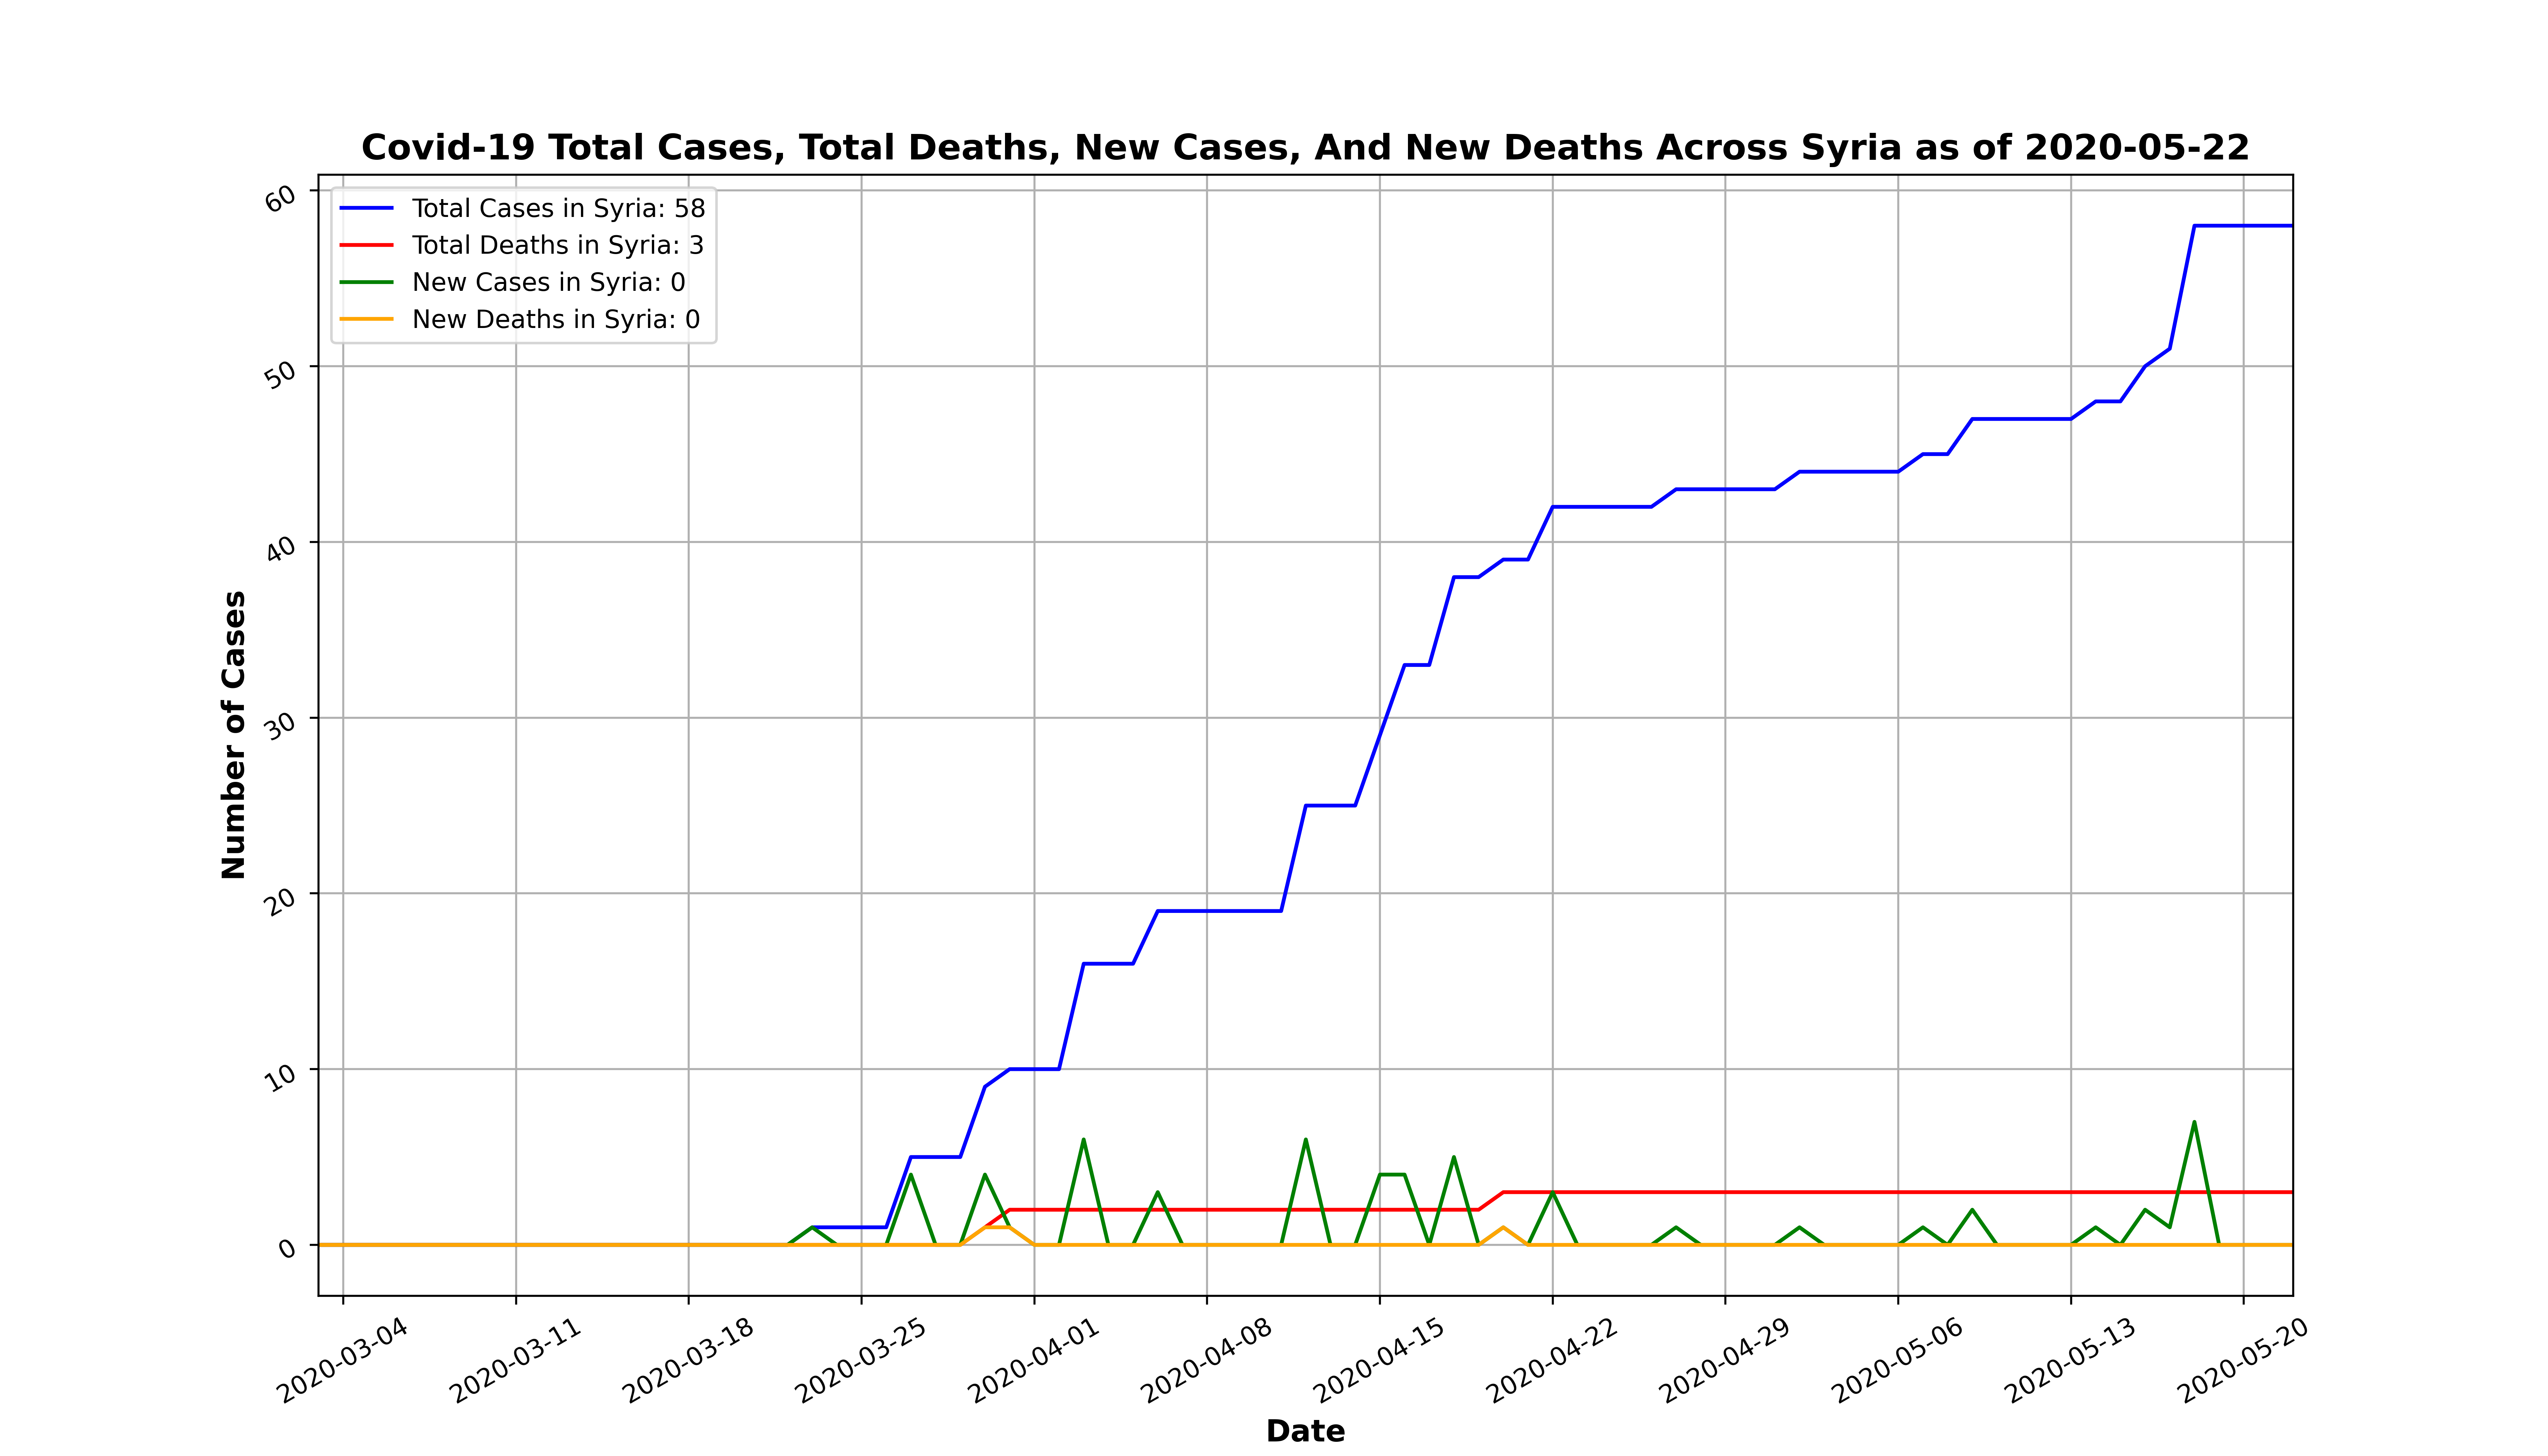 Covid-19 Total Cases, Total Deaths, New Cases, And New Deaths Across Syria as of 2020-05-22
Total Cases in Syria: 58
Total Deaths in Syria: 3
New Cases in Syria: 0
New Deaths in Syria: 0
Number of Cases
60
50
40
30
20
10
0
2020-03-04
2020-03-11
2020-03-18
2020-03-25
2020-04-01
2020-04-08
2020-04-15
2020-04-22
2020-04-29
2020-05-06
2020-05-13
2020-05-20
Date